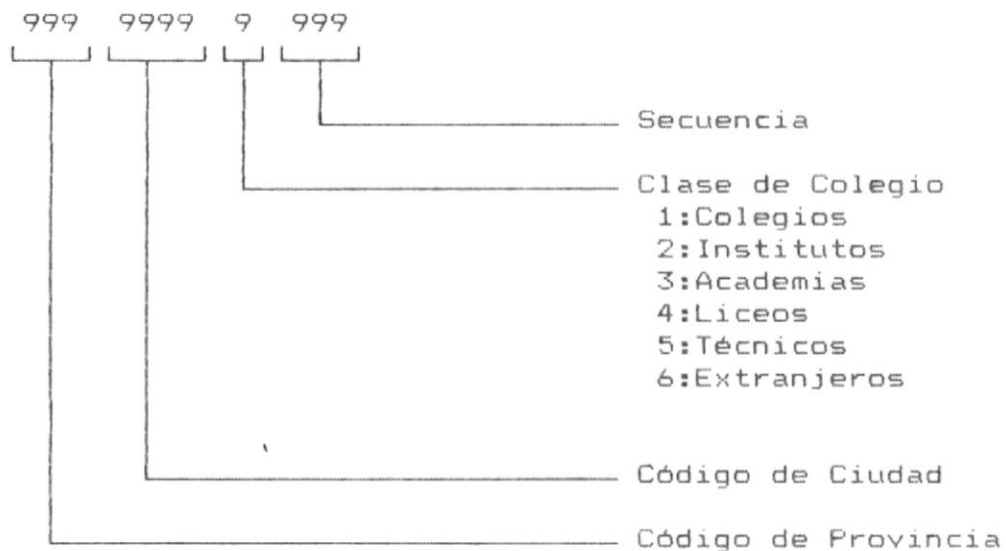 999 9999 9 999
Secuencia
Clase de Colegio
1:Colegios
2:Institutos
3:Academias
4:Liceos
5:Técnicos
6:Extranjeros
Código de Ciudad
Código de Provincia